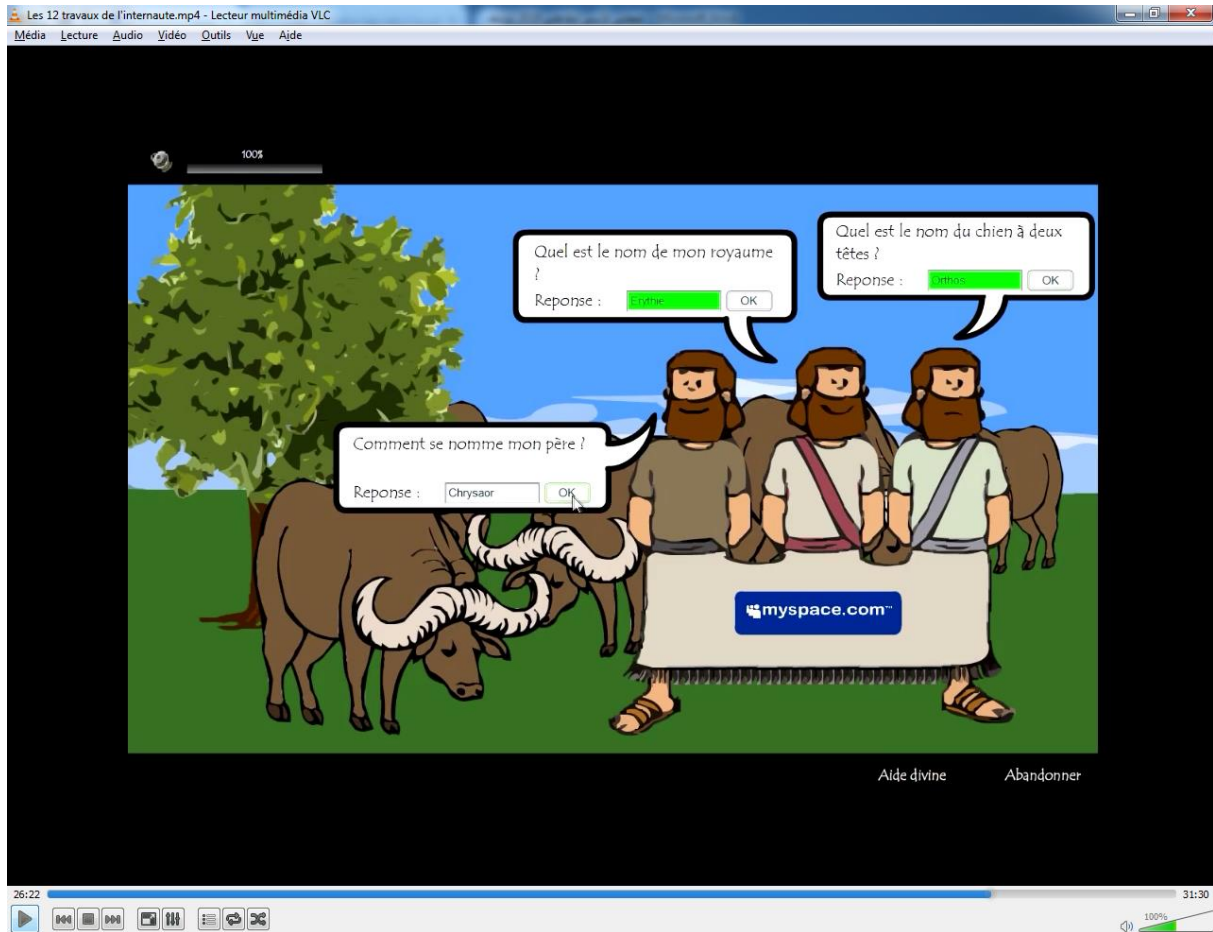 Les 12 travaux de l'internaute.mp4 - Lecteur multimédia VLC
Média Lecture Audio Vidéo Outils Vue Aide
100%
Quel est le nom de mon royaume
?
Reponse : Erythie OK
Quel est le nom du chien à deux
têtes ?
Reponse : Orthos OK
Comment se nomme mon père ?
Reponse : Chrysaor OK
myspace.com™
Aide divine Abandonner
26:22 31:30
100%